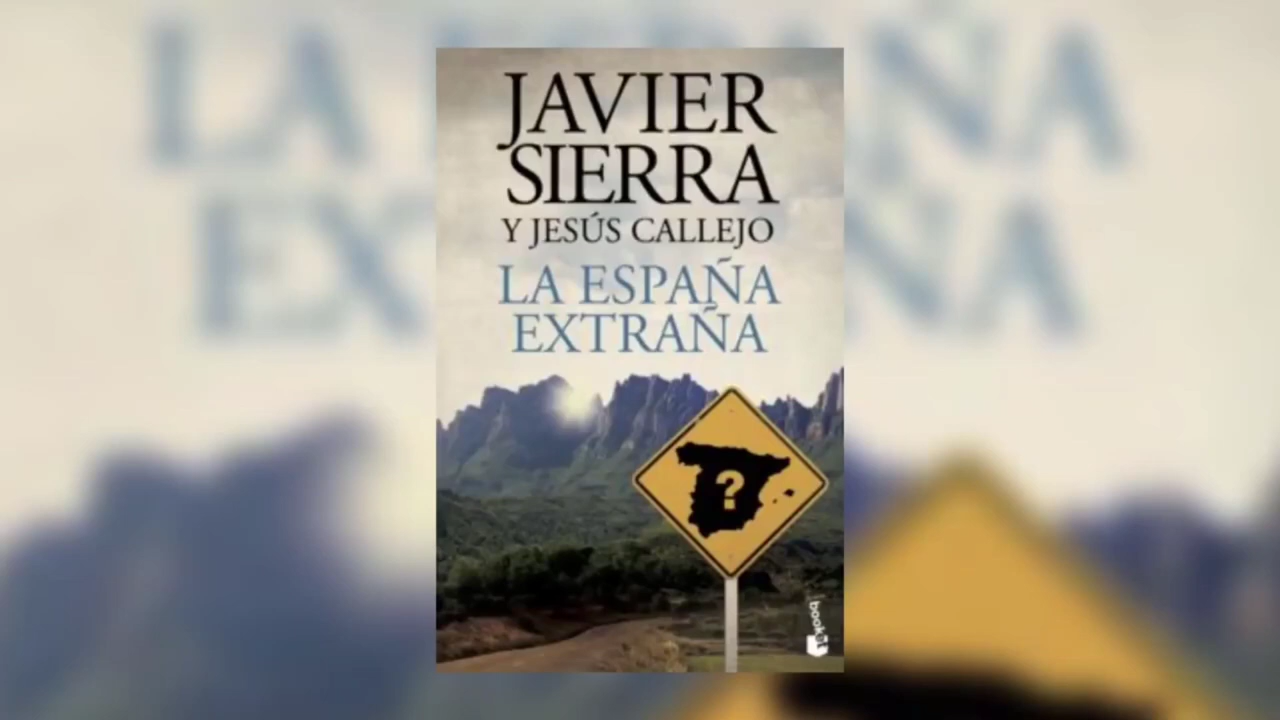 JAVIER
SIERRA
Y JESÚS CALLEJO
LA ESPAÑA
EXTRAÑA
?
booket